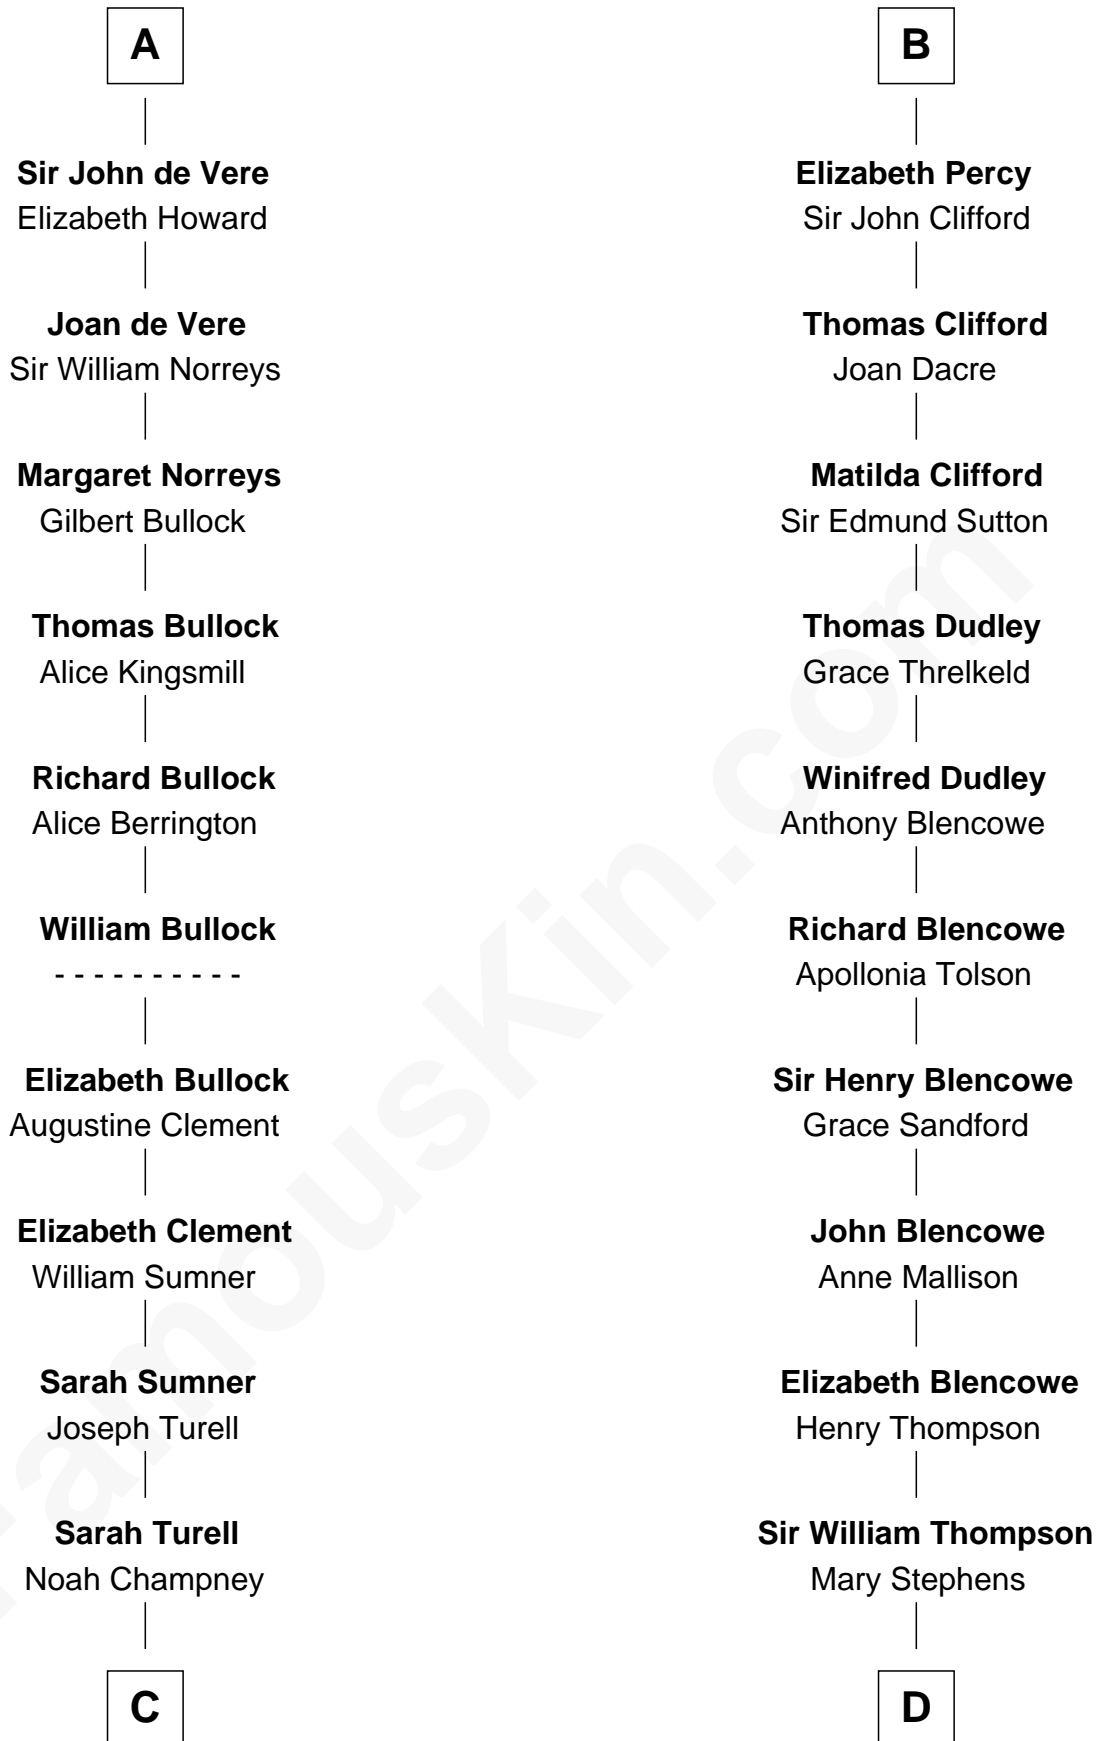 A
Sir John de Vere
Elizabeth Howard
Joan de Vere
Sir William Norreys
Margaret Norreys
Gilbert Bullock
Thomas Bullock
Alice Kingsmill
Richard Bullock
Alice Berrington
William Bullock
- - - - - - - - - -
Elizabeth Bullock
Augustine Clement
Elizabeth Clement
William Sumner
Sarah Sumner
Joseph Turell
Sarah Turell
Noah Champney
C
B
Elizabeth Percy
Sir John Clifford
Thomas Clifford
Joan Dacre
Matilda Clifford
Sir Edmund Sutton
Thomas Dudley
Grace Threlkeld
Winifred Dudley
Anthony Blencowe
Richard Blencowe
Apollonia Tolson
Sir Henry Blencowe
Grace Sandford
John Blencowe
Anne Mallison
Elizabeth Blencowe
Henry Thompson
Sir William Thompson
Mary Stephens
D
FamousKin.com